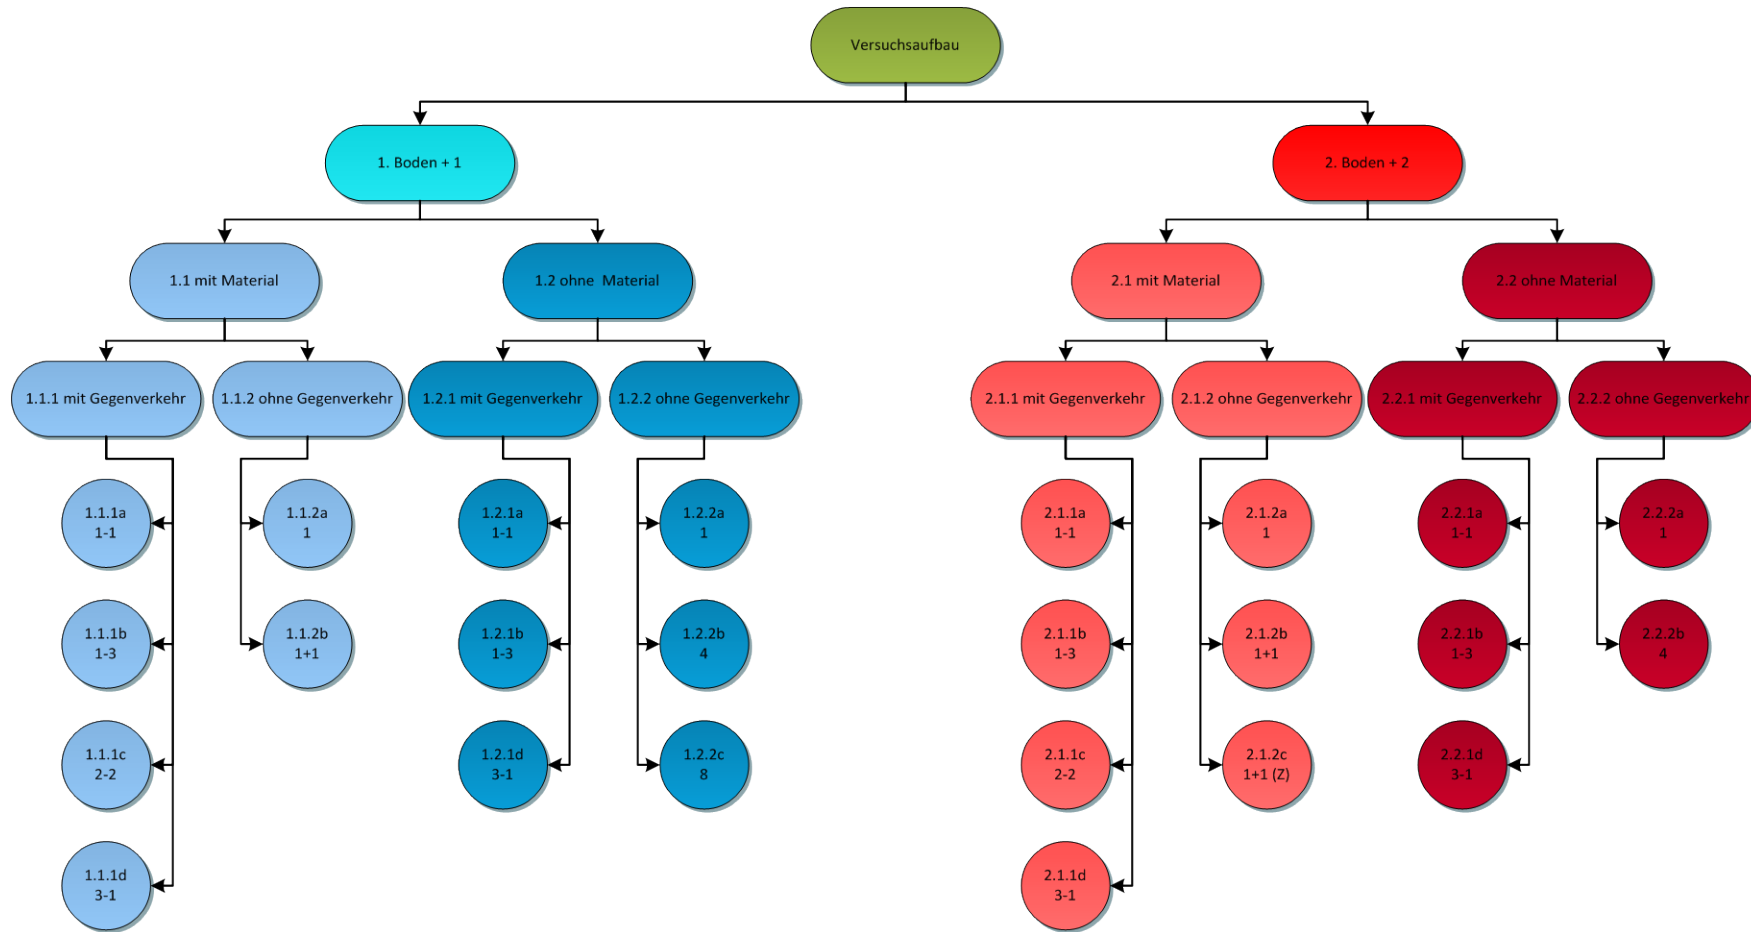 Versuchsaufbau
1. Boden + 1
2. Boden + 2
1.1 mit Material
1.2 ohne  Material
2.1 mit Material
2.2 ohne Material
1.1.1 mit Gegenverkehr
1.1.2 ohne Gegenverkehr
1.2.1 mit Gegenverkehr
1.2.2 ohne Gegenverkehr
2.1.1 mit Gegenverkehr
2.1.2 ohne Gegenverkehr
2.2.1 mit Gegenverkehr
2.2.2 ohne Gegenverkehr
1.1.1a
1-1
1.1.2a
1
1.2.1a
1-1
1.2.2a
1
2.1.1a
1-1
2.1.2a
1
2.2.1a
1-1
2.2.2a
1
1.1.1b
1-3
1.1.2b
1+1
1.2.1b
1-3
1.2.2b
4
2.1.1b
1-3
2.1.2b
1+1
2.2.1b
1-3
2.2.2b
4
1.1.1c
2-2
1.2.1d
3-1
1.2.2c
8
2.1.1c
2-2
2.1.2c
1+1 (Z)
2.2.1d
3-1
1.1.1d
3-1
2.1.1d
3-1